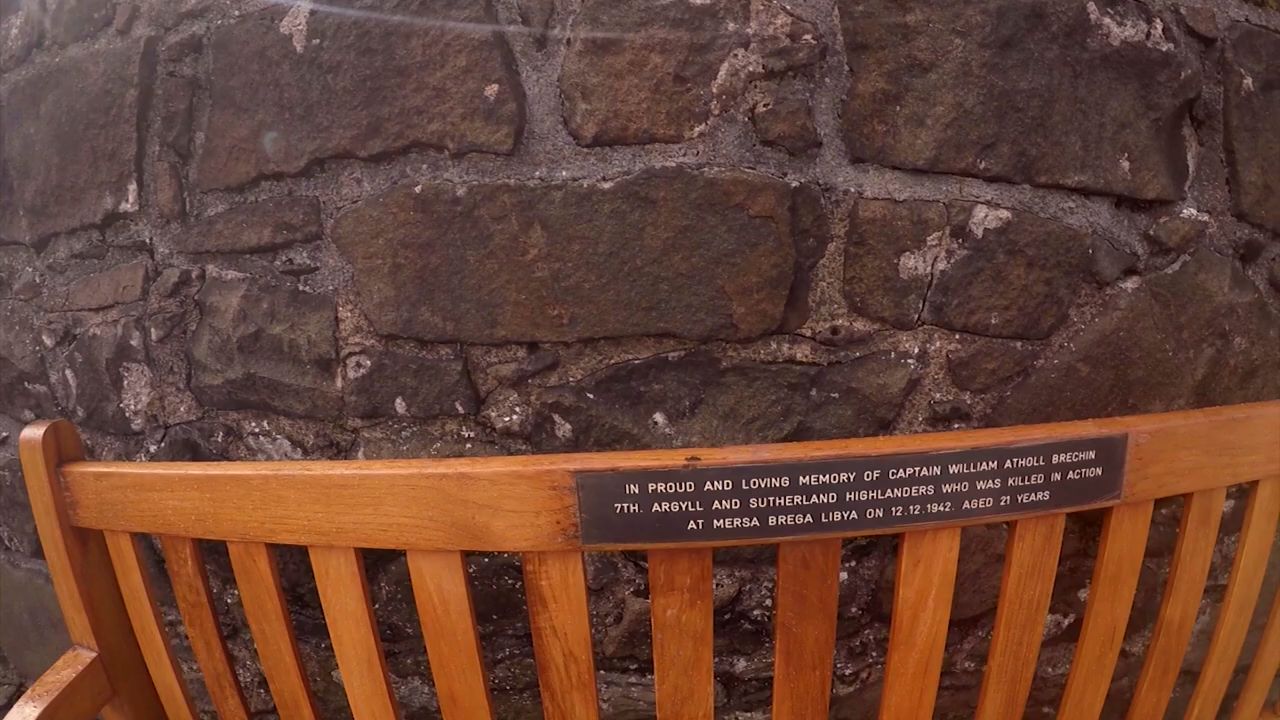 IN PROUD AND LOVING MEMORY OF CAPTAIN WILLIAM ATHOLL BRECHIN
7TH. ARGYLL AND SUTHERLAND HIGHLANDERS WHO WAS KILLED IN ACTION
AT MERSA BREGA LIBYA ON 12.12.1942. AGED 21 YEARS